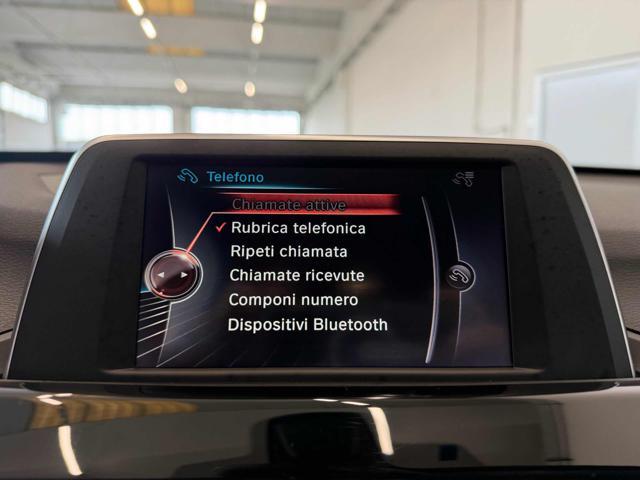 Telefono
Chiamate attive
Rubrica telefonica
Ripeti chiamata
Chiamate ricevute
Componi numero
Dispositivi Bluetooth